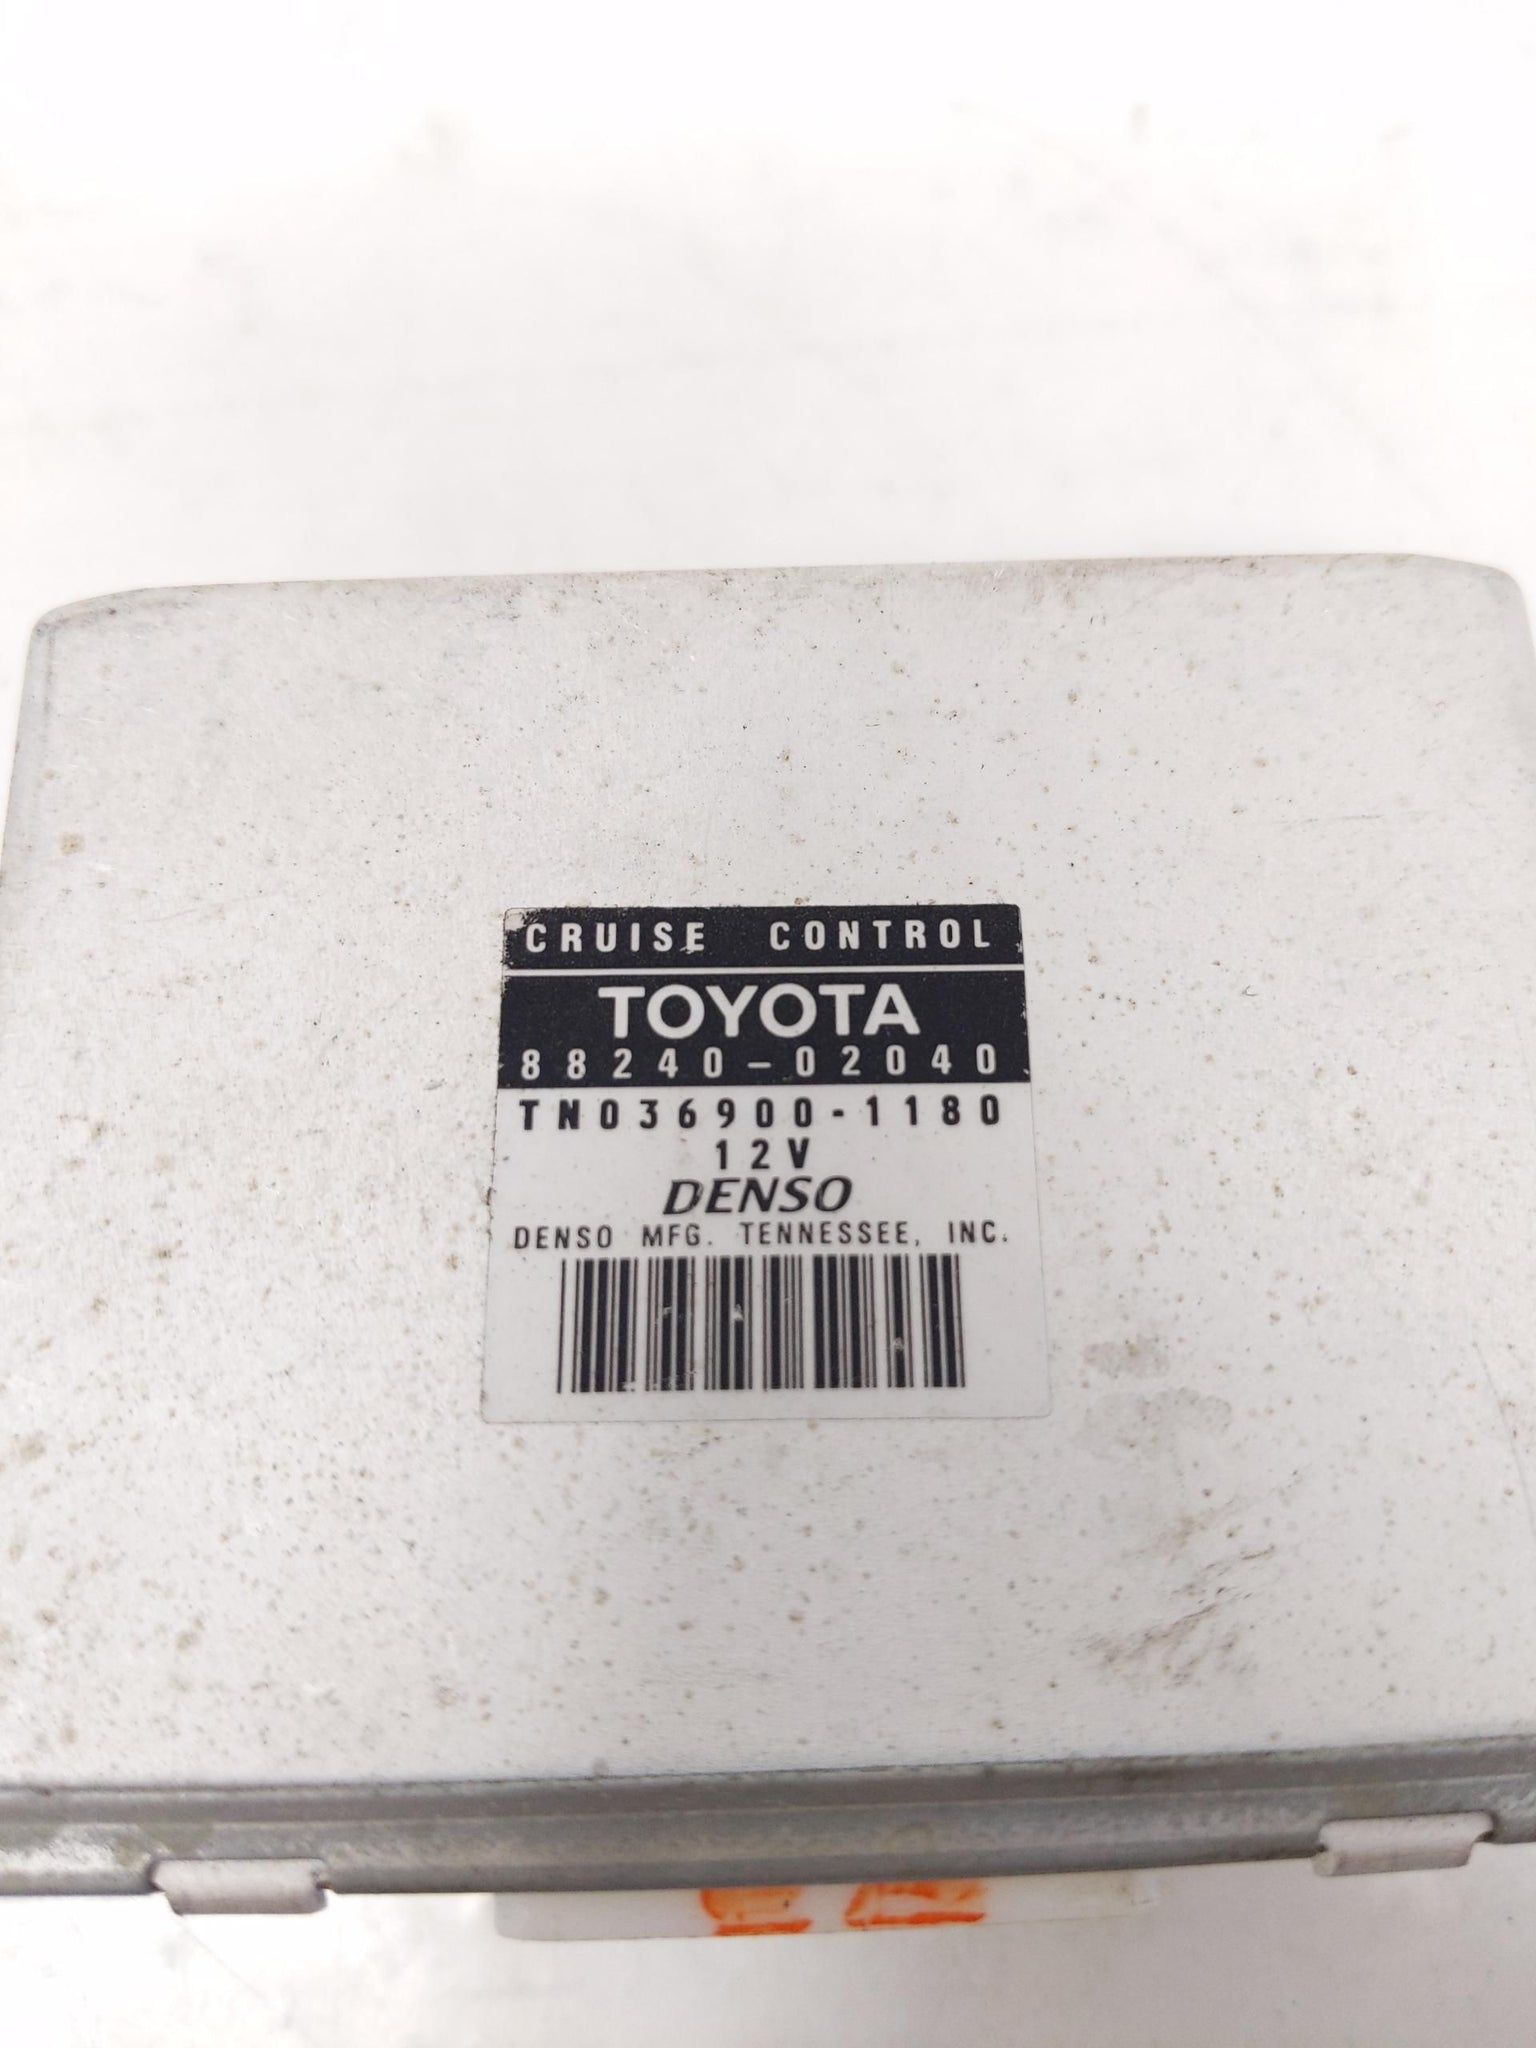 CRUISE CONTROL
TOYOTA
88240-02040
TN036900-1180
12V
DENSO
DENSO MFG. TENNESSEE, INC.